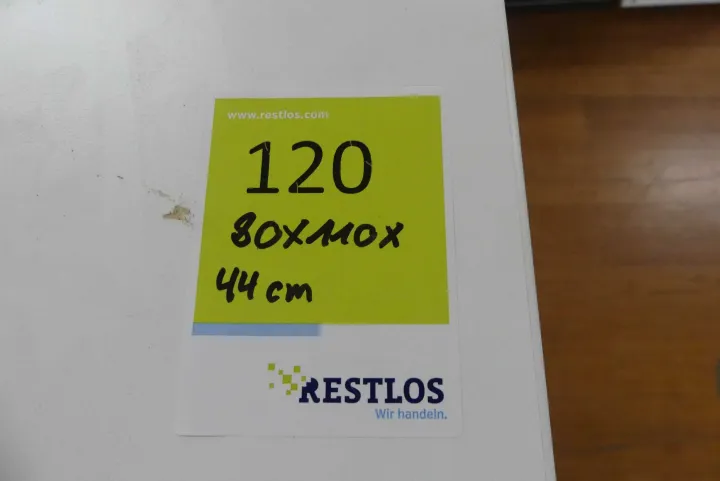 www.restlos.com
120
80x110x
44 cm
RESTLOS
Wir handeln.